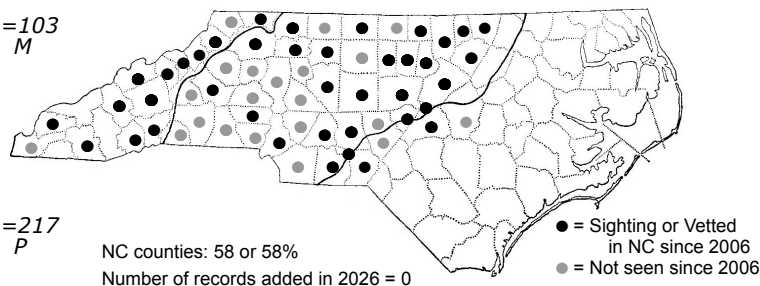 =103
M
=217
P
NC counties: 58 or 58%
Number of records added in 2026 = 0
= Sighting or Vetted
in NC since 2006
= Not seen since 2006